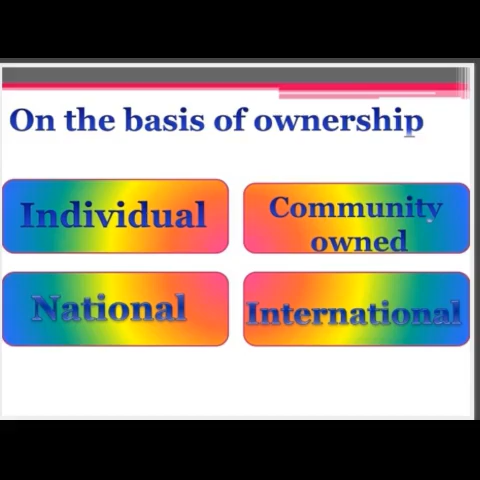 On the basis of ownership
Individual
Community
owned
National
International